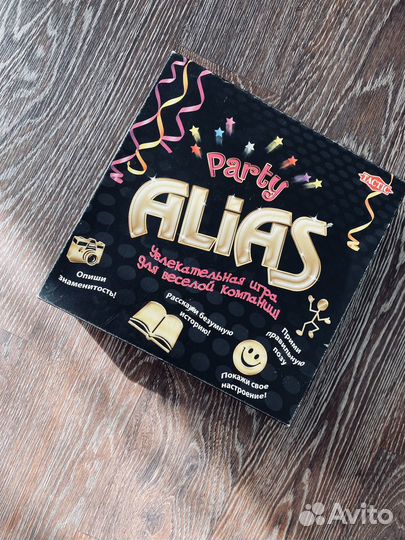 Party
TACTIC
ALIAS
Увлекательная игра
для веселой компании!
Опиши
знаменитость!
Расскажи безумную
историю!
Прими
правильную
позу
Покажи свое
настроение!
Avito